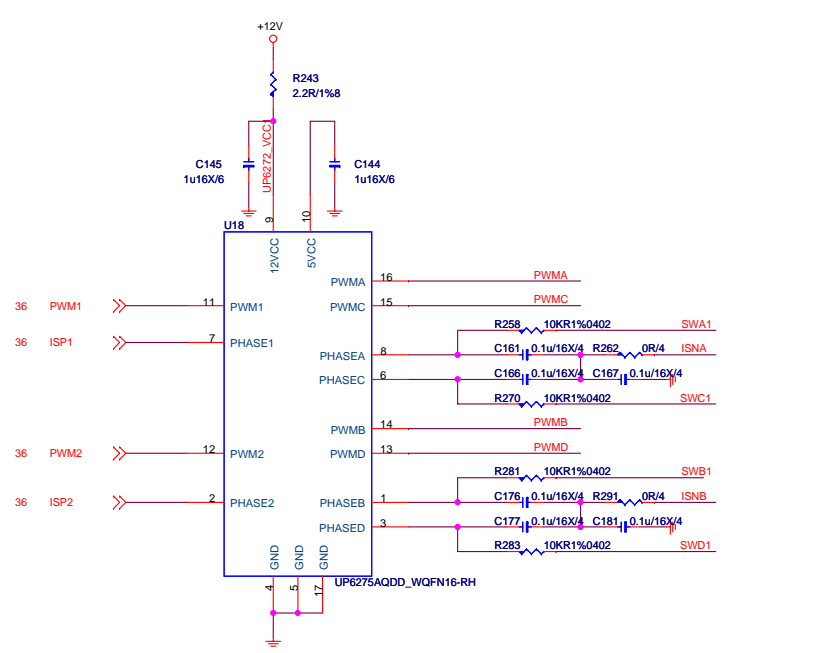 +12V
R243
2.2R/1%8
UP6272_VCC1
C145
1u16X/6
C144
1u16X/6
U18
9
10
12VCC
5VCC
PWMA
16
PWMA
36
PWM1
11
PWM1
PWMC
15
PWMC
R258
10KR1%0402
SWA1
36
ISP1
7
PHASE1
PHASEA
8
C161
0.1u/16X/4
R262
0R/4
ISNA
PHASEC
6
C166
0.1u/16X/4
C167
0.1u/16X/4
R270
10KR1%0402
SWC1
PWMB
14
PWMB
36
PWM2
12
PWM2
PWMD
13
PWMD
R281
10KR1%0402
SWB1
36
ISP2
2
PHASE2
PHASEB
1
C176
0.1u/16X/4
R291
0R/4
ISNB
PHASED
3
C177
0.1u/16X/4
C181
0.1u/16X/4
R283
10KR1%0402
SWD1
GND
GND
GND
4
5
17
UP6275AQDD_WQFN16-RH